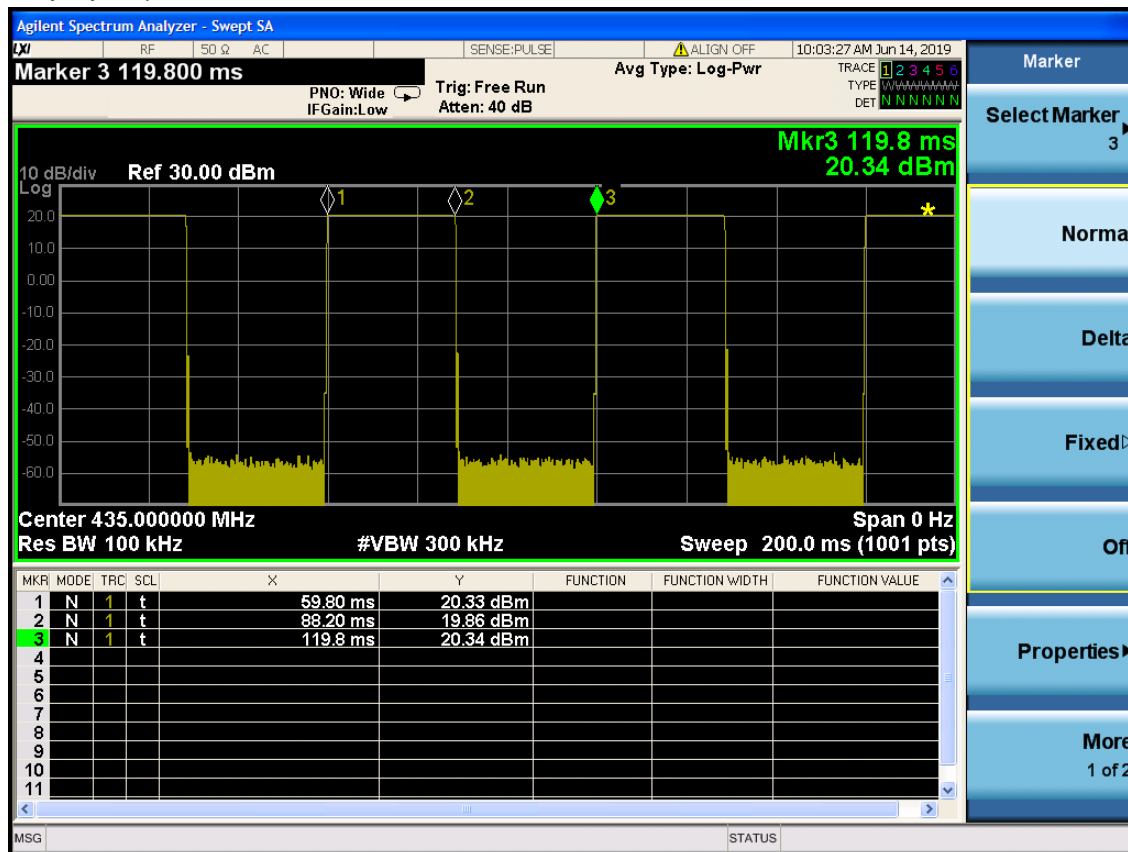 Agilent Spectrum Analyzer - Swept SA
LXI RF 50 Ω AC SENSE:PULSE ALIGN OFF 10:03:27 AM Jun 14, 2019
Marker 3 119.800 ms
PNO: Wide
IFGain:Low
Trig: Free Run
Atten: 40 dB
Avg Type: Log-Pwr
TRACE 1 2 3 4 5 6
TYPE
DET N N N N N N
Mkr3 119.8 ms
20.34 dBm
10 dB/div Ref 30.00 dBm
Log
1 2 3
20.0
10.0
0.00
-10.0
-20.0
-30.0
-40.0
-50.0
-60.0
Center 435.000000 MHz Span 0 Hz
Res BW 100 kHz #VBW 300 kHz Sweep 200.0 ms (1001 pts)
MKR MODE TRC SCL X Y FUNCTION FUNCTION WIDTH FUNCTION VALUE
1 N 1 t 59.80 ms 20.33 dBm
2 N 1 t 88.20 ms 19.86 dBm
3 N 1 t 119.8 ms 20.34 dBm
4
5
6
7
8
9
10
11
MSG STATUS
Marker
Select Marker
3
Norma
Delta
Fixed
Off
Properties
More
1 of 2